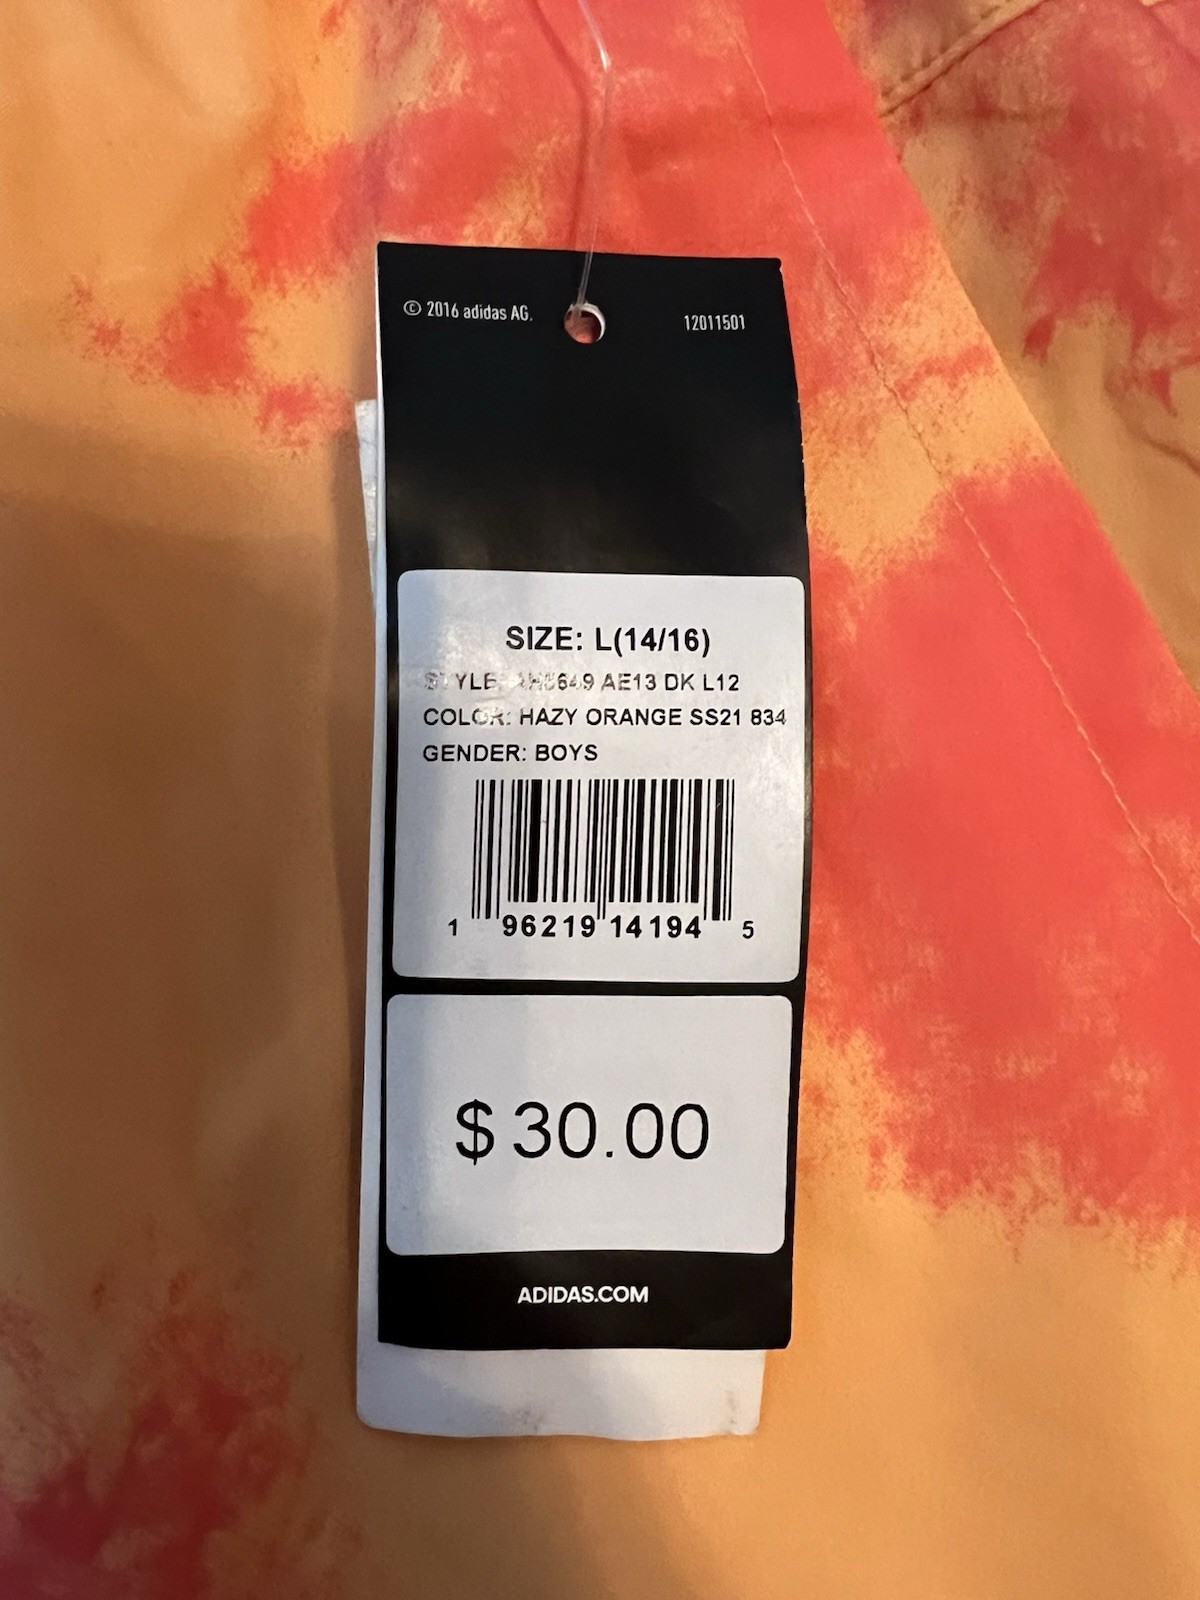 © 2016 adidas AG.
12011501
SIZE: L(14/16)
STYLE: AE13 DK L12
COLOR: HAZY ORANGE SS21 834
GENDER: BOYS
1 96219 14194 5
$ 30.00
ADIDAS.COM